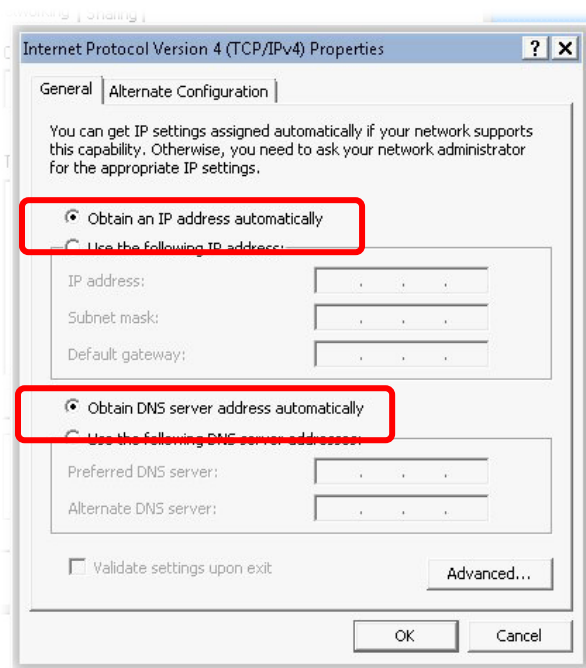 Sharing
Internet Protocol Version 4 (TCP/IPv4) Properties
General
Alternate Configuration
You can get IP settings assigned automatically if your network supports
this capability. Otherwise, you need to ask your network administrator
for the appropriate IP settings.
Obtain an IP address automatically
Use the following IP address:
IP address:
Subnet mask:
Default gateway:
Obtain DNS server address automatically
Use the following DNS server addresses:
Preferred DNS server:
Alternate DNS server:
Validate settings upon exit
Advanced...
OK
Cancel